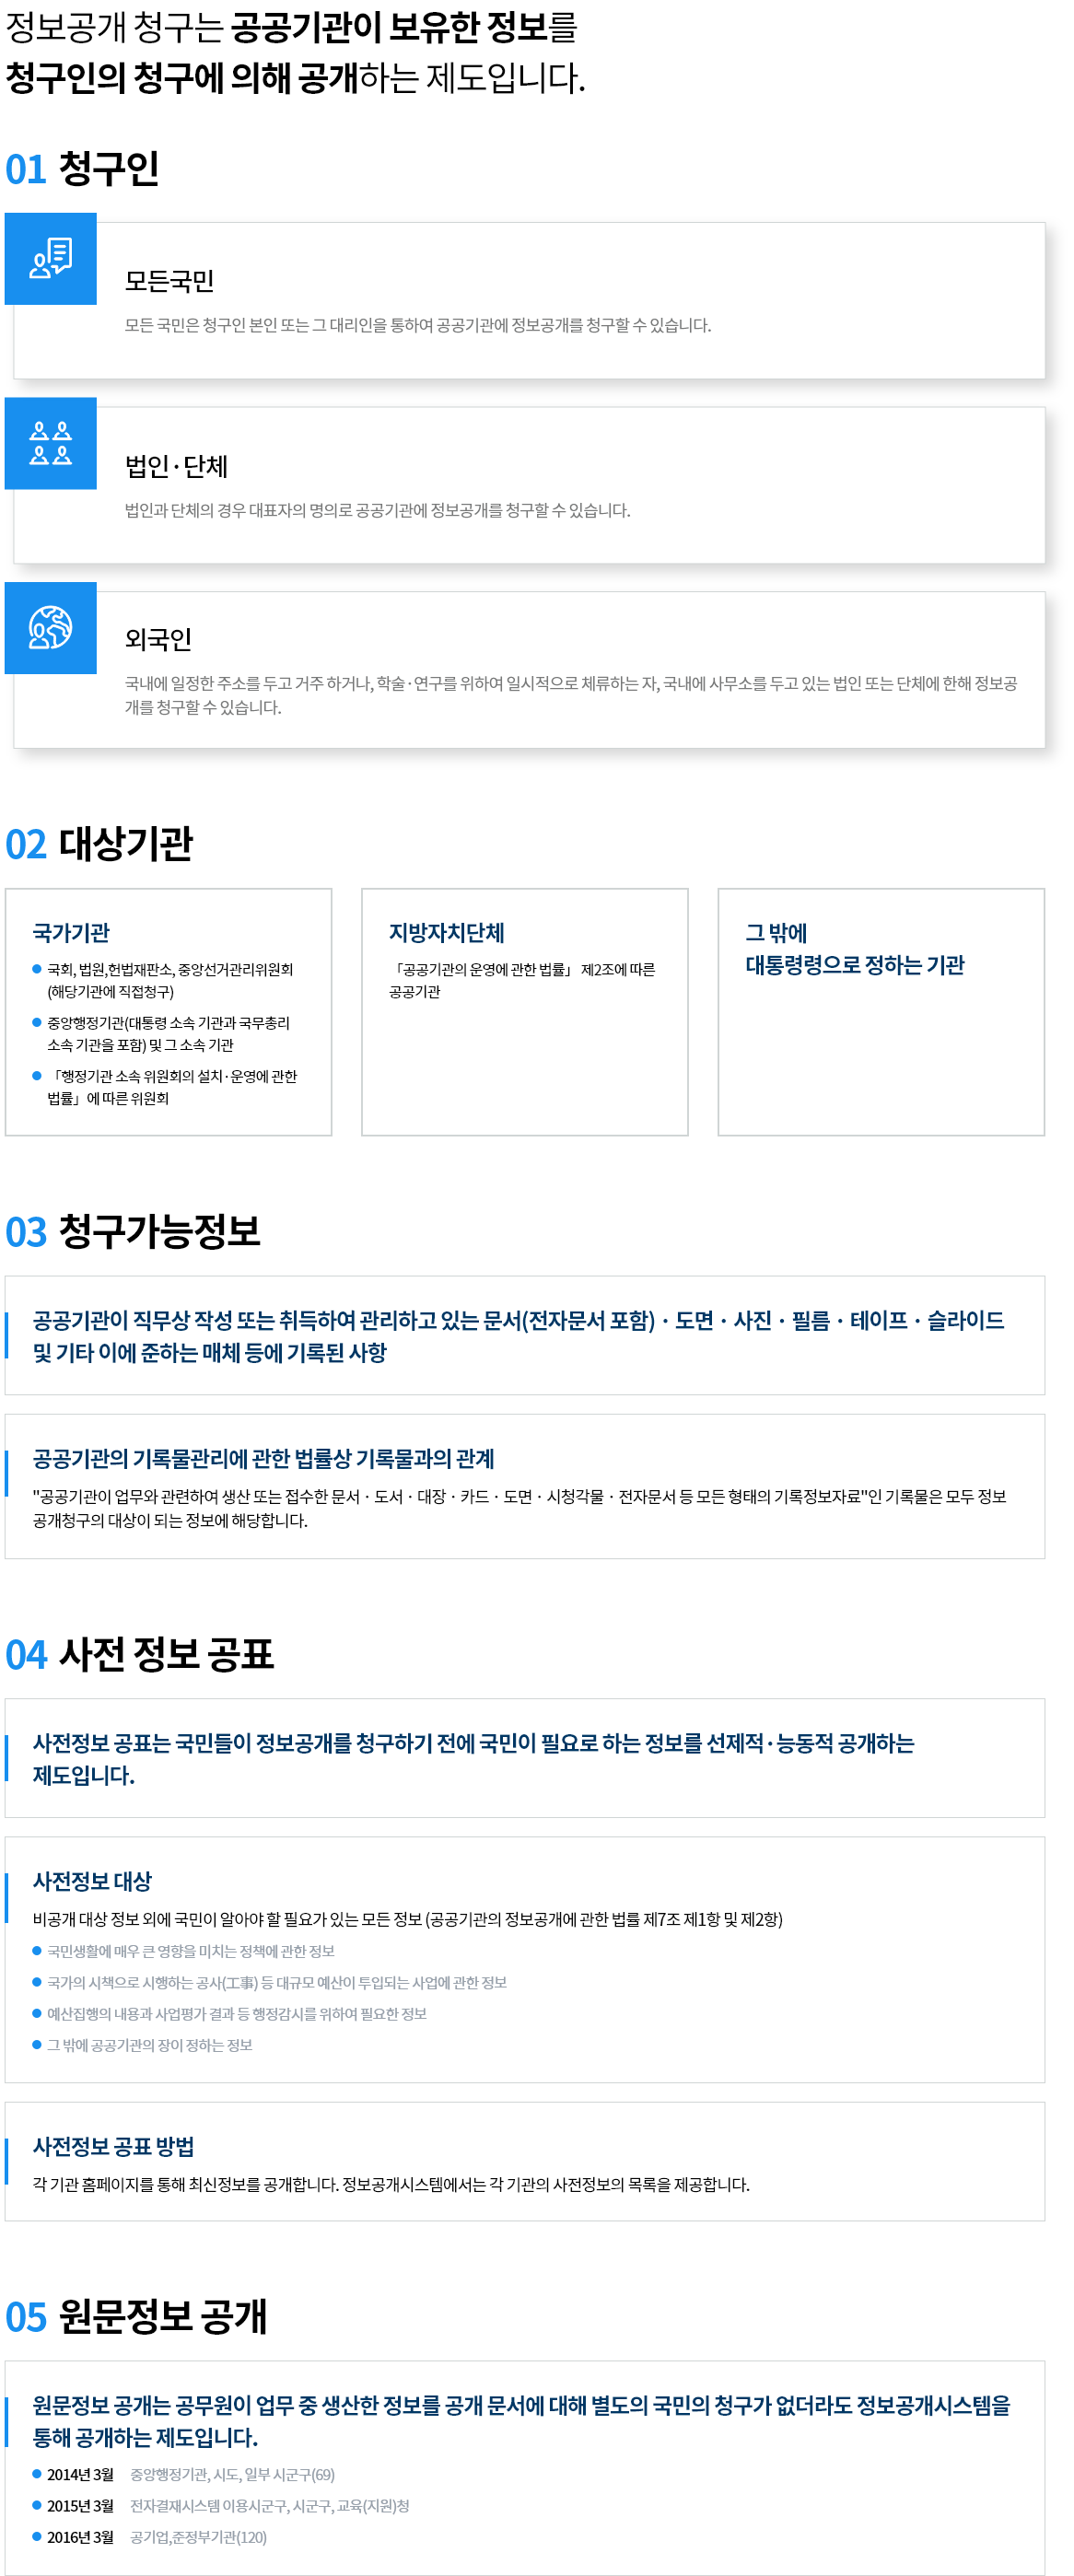 정보공개 청구는 공공기관이 보유한 정보를
청구인의 청구에 의해 공개하는 제도입니다.
01 청구인
모든국민
모든 국민은 청구인 본인 또는 그 대리인을 통하여 공공기관에 정보공개를 청구할 수 있습니다.
법인·단체
법인과 단체의 경우 대표자의 명의로 공공기관에 정보공개를 청구할 수 있습니다.
외국인
국내에 일정한 주소를 두고 거주 하거나, 학술·연구를 위하여 일시적으로 체류하는 자, 국내에 사무소를 두고 있는 법인 또는 단체에 한해 정보공
개를 청구할 수 있습니다.
02 대상기관
국가기관
국회, 법원,헌법재판소, 중앙선거관리위원회
(해당기관에 직접청구)
중앙행정기관(대통령 소속 기관과 국무총리
소속 기관을 포함) 및 그 소속 기관
「행정기관 소속 위원회의 설치·운영에 관한
법률」에 따른 위원회
지방자치단체
「공공기관의 운영에 관한 법률」 제2조에 따른
공공기관
그 밖에
대통령령으로 정하는 기관
03 청구가능정보
공공기관이 직무상 작성 또는 취득하여 관리하고 있는 문서(전자문서 포함)·도면·사진·필름·테이프·슬라이드
및 기타 이에 준하는 매체 등에 기록된 사항
공공기관의 기록물관리에 관한 법률상 기록물과의 관계
"공공기관이 업무와 관련하여 생산 또는 접수한 문서·도서·대장·카드·도면·시청각물·전자문서 등 모든 형태의 기록정보자료"인 기록물은 모두 정보
공개청구의 대상이 되는 정보에 해당합니다.
04 사전 정보 공표
사전정보 공표는 국민들이 정보공개를 청구하기 전에 국민이 필요로 하는 정보를 선제적·능동적 공개하는
제도입니다.
사전정보 대상
비공개 대상 정보 외에 국민이 알아야 할 필요가 있는 모든 정보 (공공기관의 정보공개에 관한 법률 제7조 제1항 및 제2항)
국민생활에 매우 큰 영향을 미치는 정책에 관한 정보
국가의 시책으로 시행하는 공사(工事) 등 대규모 예산이 투입되는 사업에 관한 정보
예산집행의 내용과 사업평가 결과 등 행정감시를 위하여 필요한 정보
그 밖에 공공기관의 장이 정하는 정보
사전정보 공표 방법
각 기관 홈페이지를 통해 최신정보를 공개합니다. 정보공개시스템에서는 각 기관의 사전정보의 목록을 제공합니다.
05 원문정보 공개
원문정보 공개는 공무원이 업무 중 생산한 정보를 공개 문서에 대해 별도의 국민의 청구가 없더라도 정보공개시스템을
통해 공개하는 제도입니다.
2014년 3월 중앙행정기관, 시도, 일부 시군구(69)
2015년 3월 전자결재시스템 이용시군구, 시군구, 교육(지원)청
2016년 3월 공기업,준정부기관(120)